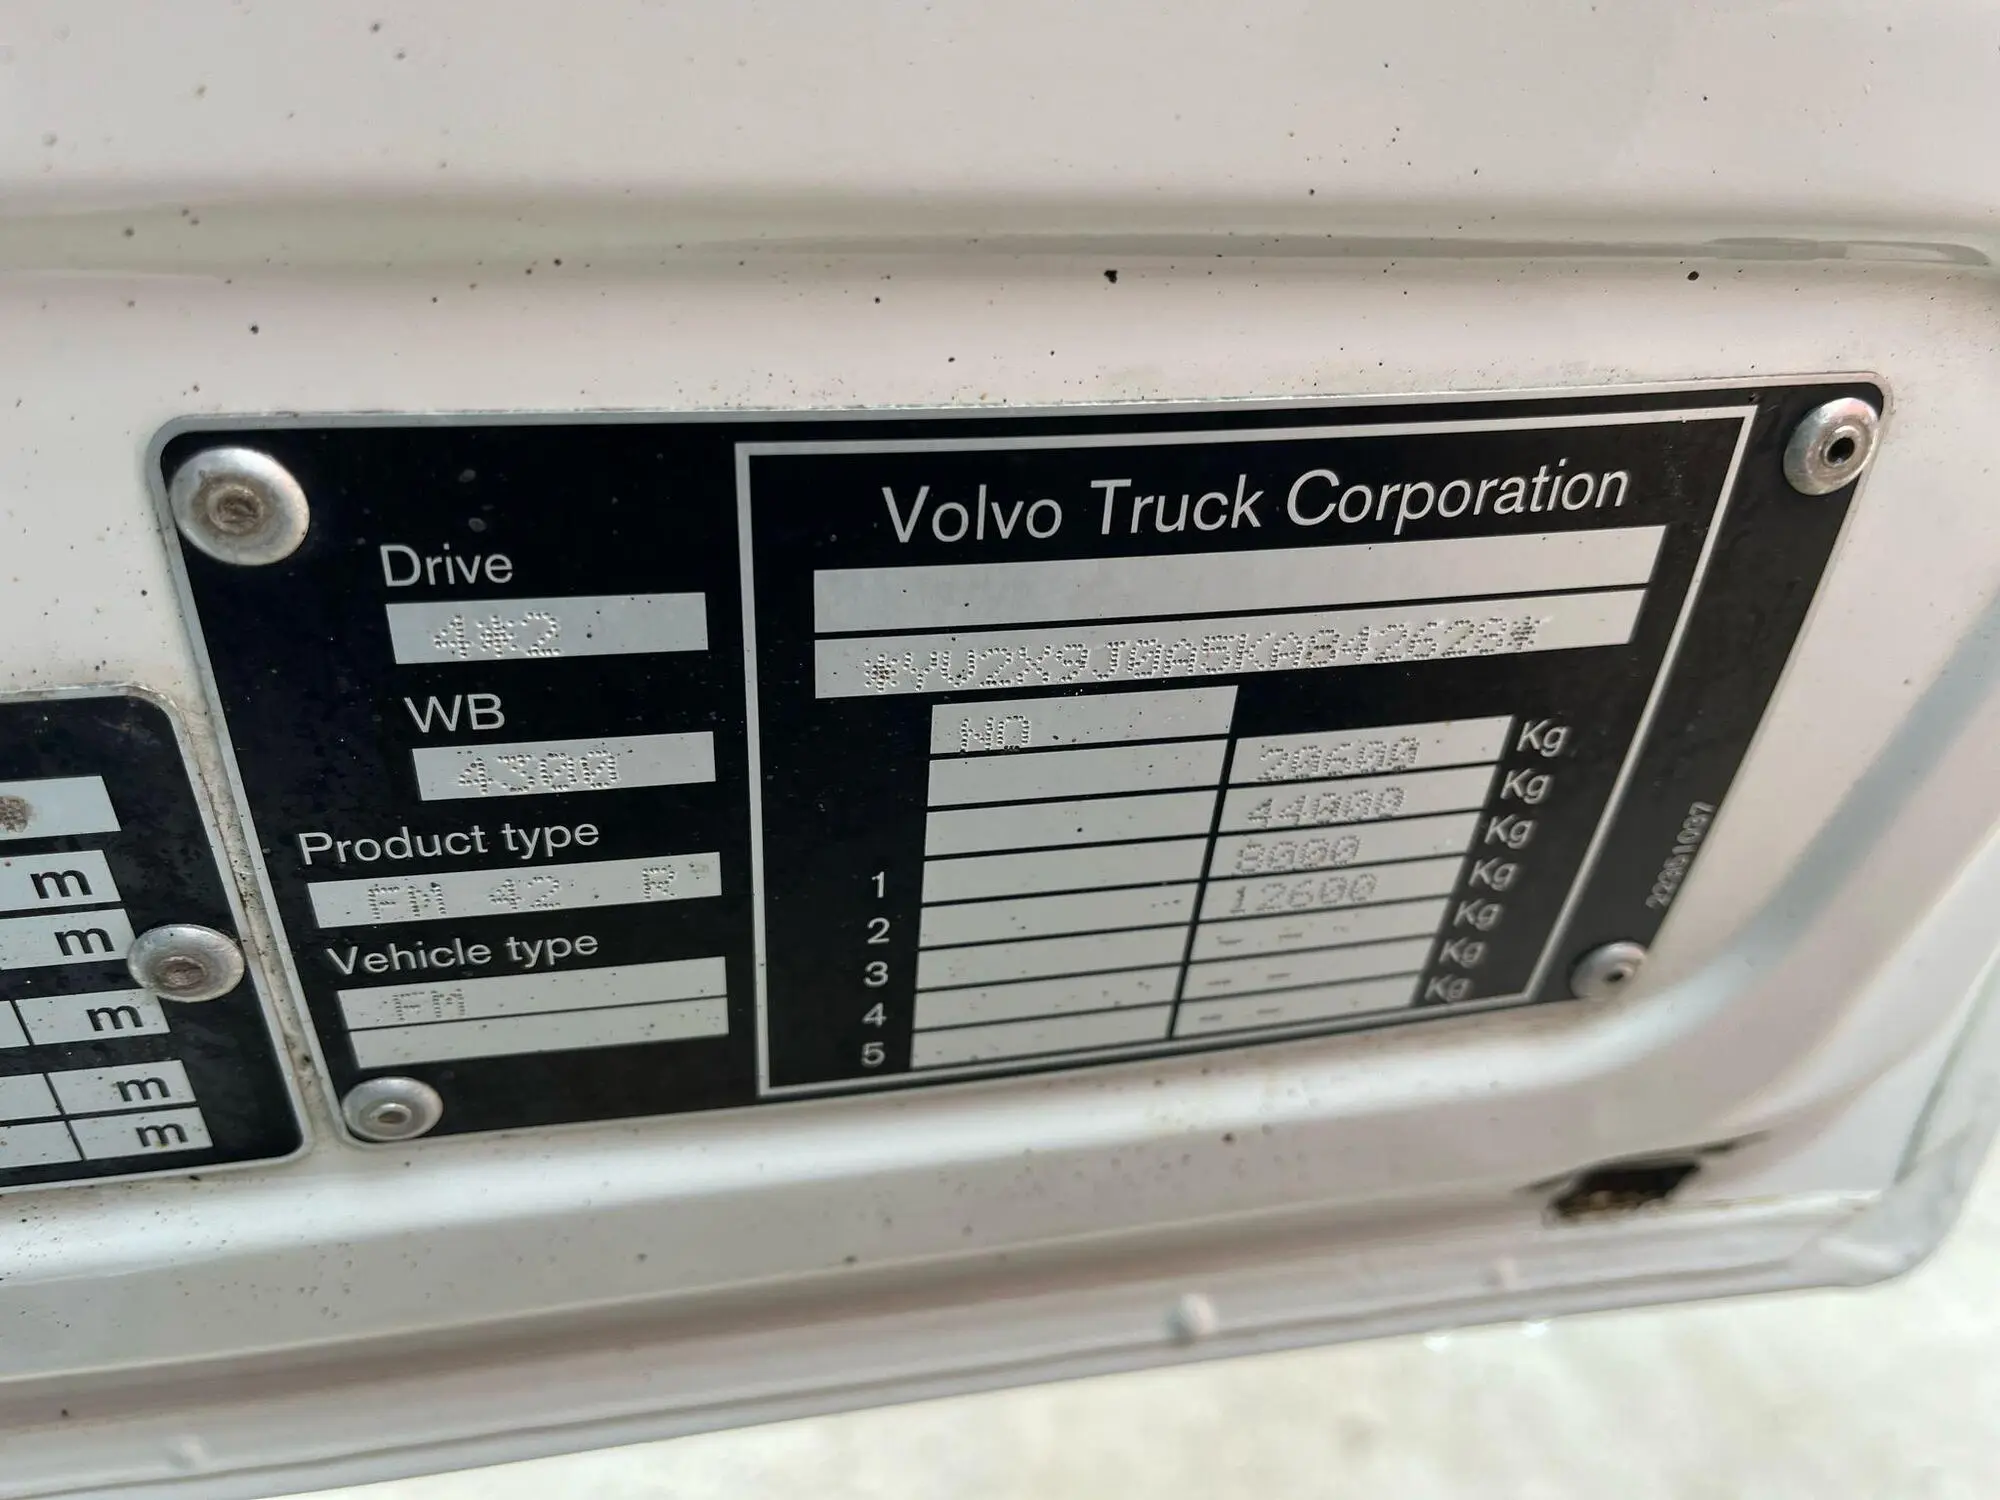 Volvo Truck Corporation
Drive
4*2
*YV2X9J0A5KA842628*
WB
4300
NO
20600 Kg
44000 Kg
Product type
FM 42 R
1 8000 Kg
2 12600 Kg
Vehicle type
FM
3 - - Kg
4 - - Kg
5 - - Kg
m
m
m
m
m